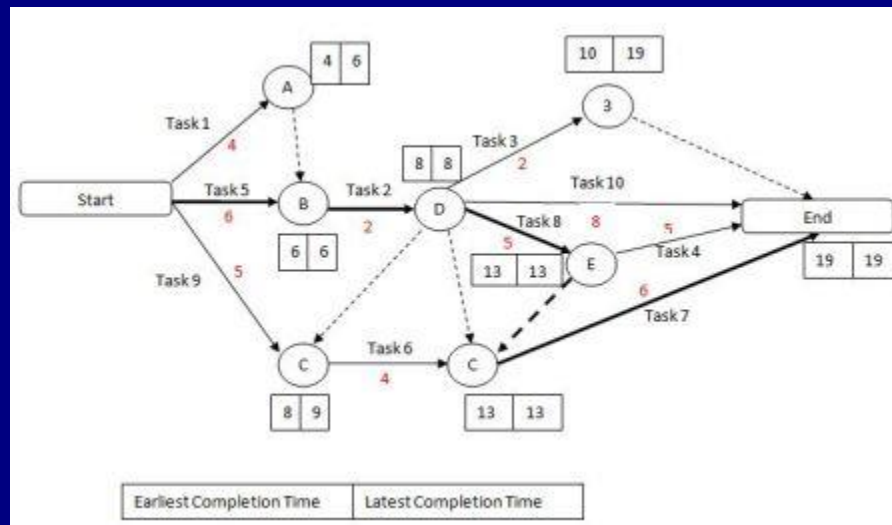 10 19
4 6
A
3
Task 1
4
Task 3
2
8 8
Task 10
Start
Task 5
6
B
Task 2
2
D
Task 8
5
8
5
End
Task 4
6 6
13 13
E
19 19
Task 9
5
6
Task 7
C
Task 6
4
C
8 9
13 13
Earliest Completion Time Latest Completion Time